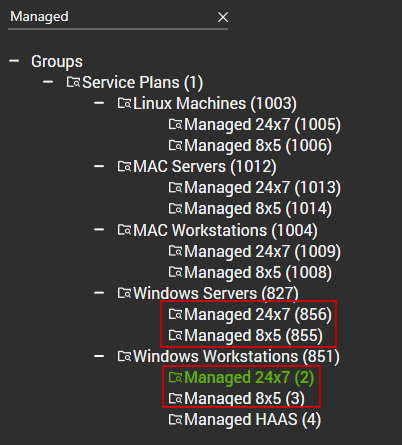 Managed
Groups
Service Plans (1)
Linux Machines (1003)
Managed 24x7 (1005)
Managed 8x5 (1006)
MAC Servers (1012)
Managed 24x7 (1013)
Managed 8x5 (1014)
MAC Workstations (1004)
Managed 24x7 (1009)
Managed 8x5 (1008)
Windows Servers (827)
Managed 24x7 (856)
Managed 8x5 (855)
Windows Workstations (851)
Managed 24x7 (2)
Managed 8x5 (3)
Managed HAAS (4)